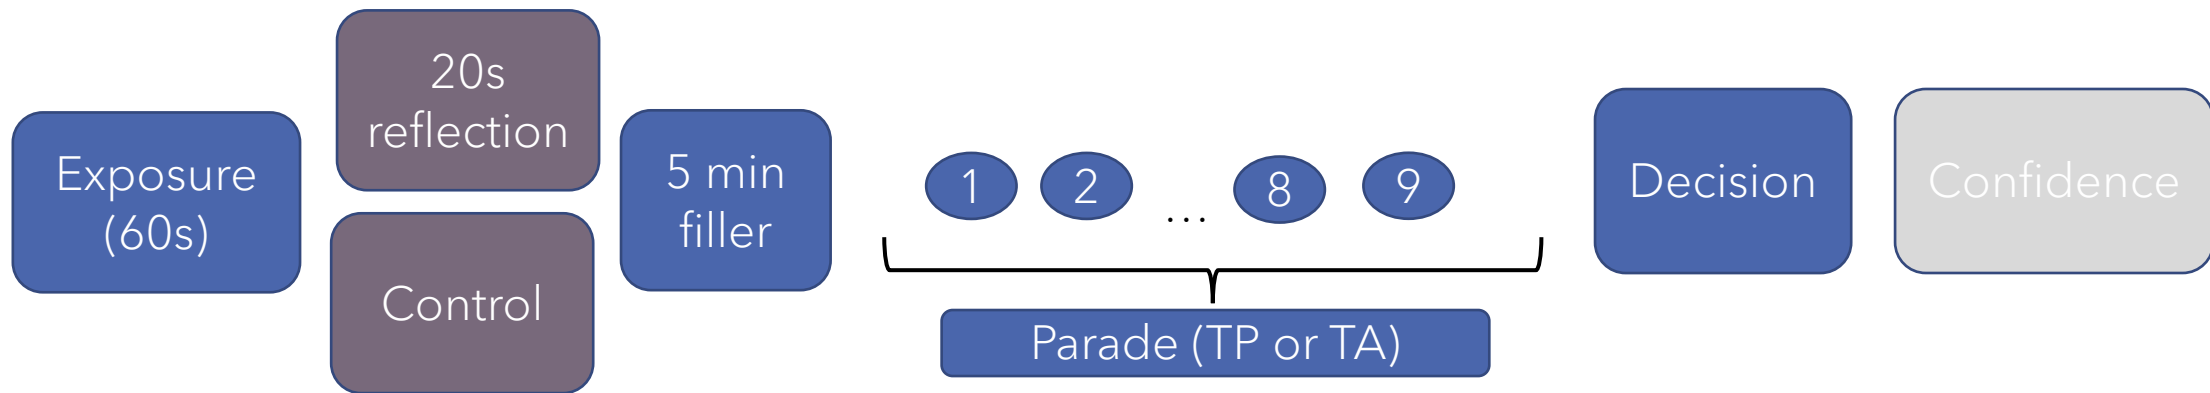 Exposure
(60s)
20s
reflection
Control
5 min
filler
1
2
...
8
9
Parade (TP or TA)
Decision
Confidence